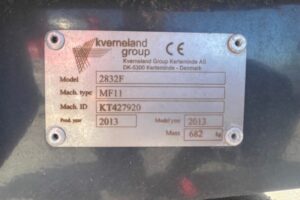 kverneland
group
CE
Kverneland Group Kerteminde AS
DK-5300 Kerteminde - Denmark
Model 2832F
Mach. type MF11
Mach. ID KT427920
Prod. year 2013 Model year 2013
Mass 682 kg